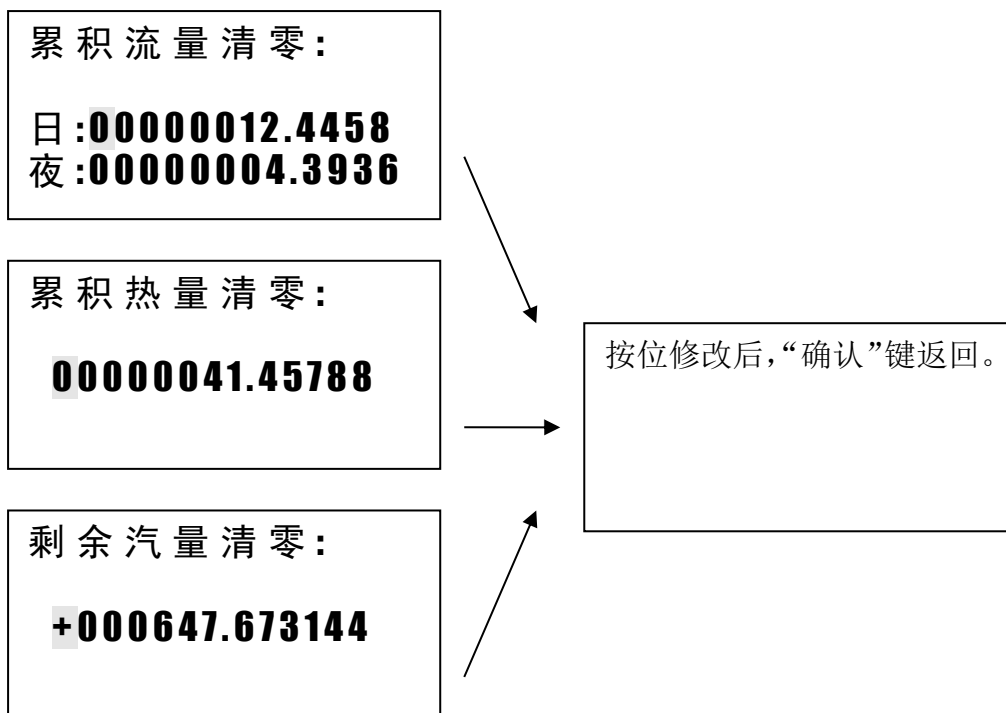 累积流量清零:
日:00000012.4458
夜:00000004.3936
累积热量清零:
00000041.45788
剩余汽量清零:
+000647.673144
按位修改后,“确认”键返回。